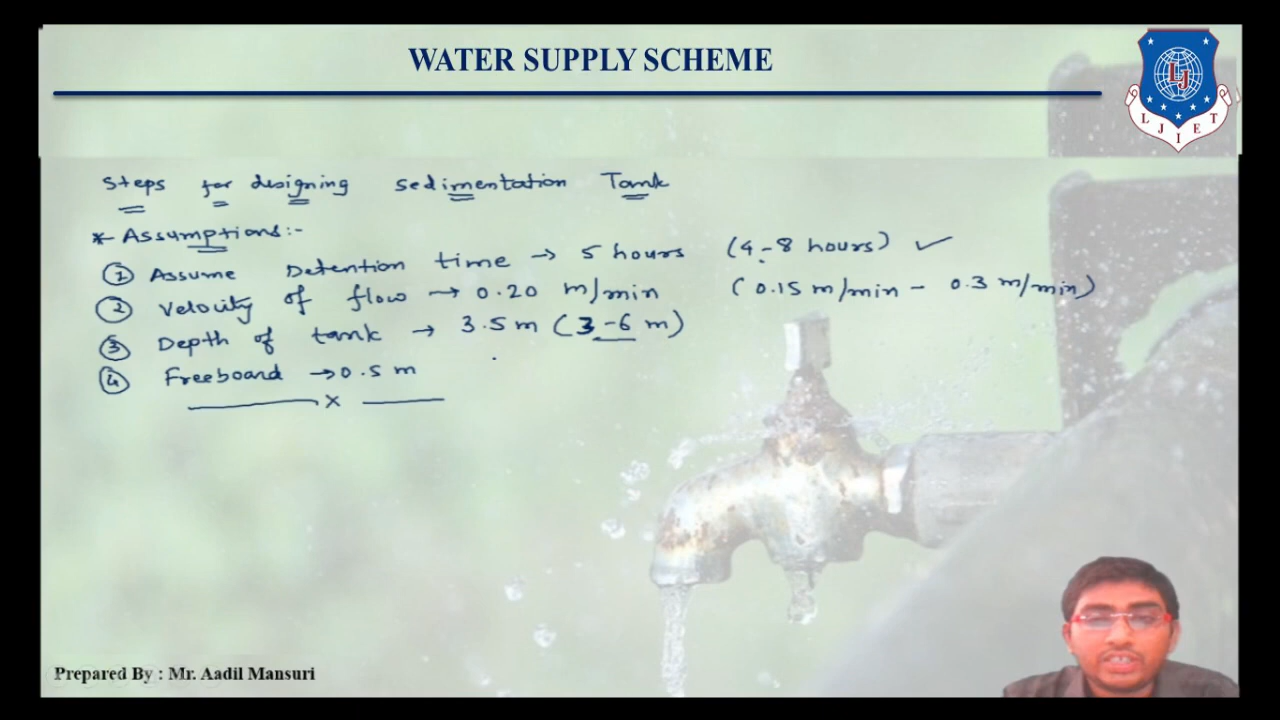 WATER SUPPLY SCHEME
LJ
L J I E T
Steps for designing sedimentation Tank
* Assumptions:-
① Assume Detention time → 5 hours (4-8 hours) ✓
② Velocity of flow → 0.20 m/min (0.15 m/min - 0.3 m/min)
③ Depth of tank → 3.5 m (3-6 m)
④ Freeboard → 0.5 m
x
Prepared By : Mr. Aadil Mansuri